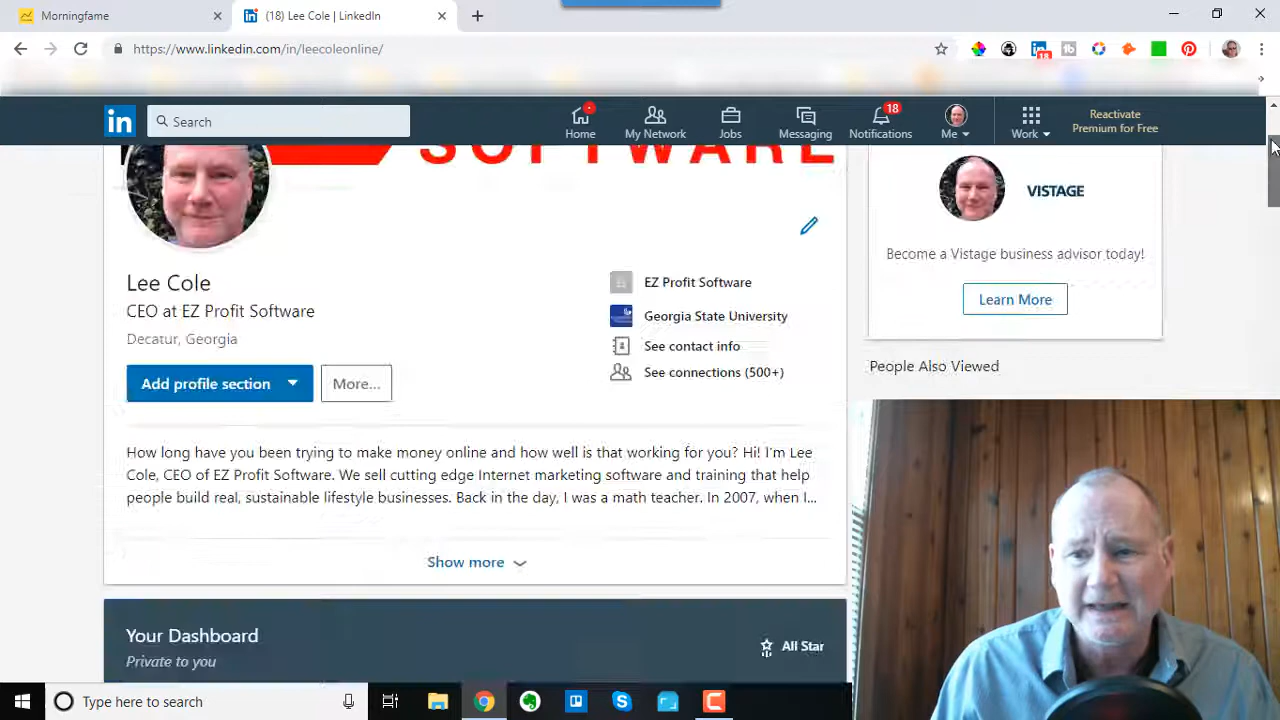 Morningfame
(18) Lee Cole | LinkedIn
https://www.linkedin.com/in/leecoleonline/
18
in
Search
Home
My Network
Jobs
Messaging
18
Notifications
Me
Work
Reactivate
Premium for Free
SOFTWARE
VISTAGE
Become a Vistage business advisor today!
Learn More
People Also Viewed
Lee Cole
CEO at EZ Profit Software
Decatur, Georgia
EZ Profit Software
Georgia State University
See contact info
See connections (500+)
Add profile section
More...
How long have you been trying to make money online and how well is that working for you? Hi! I'm Lee
Cole, CEO of EZ Profit Software. We sell cutting edge Internet marketing software and training that help
people build real, sustainable lifestyle businesses. Back in the day, I was a math teacher. In 2007, when I...
Show more
Your Dashboard
Private to you
All Star
Type here to search